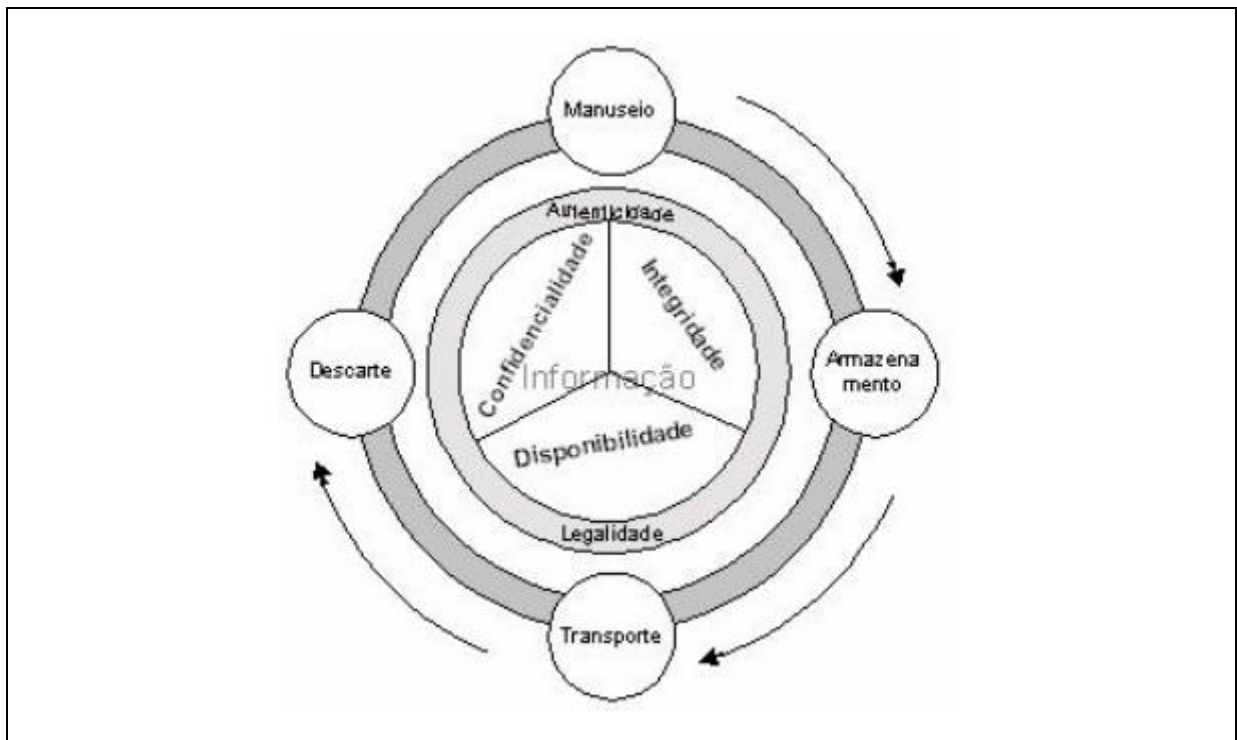 Manuseio
Autenticidade
Confidencialidade
Integridade
Informação
Descarte
Armazena
mento
Disponibilidade
Legalidade
Transporte